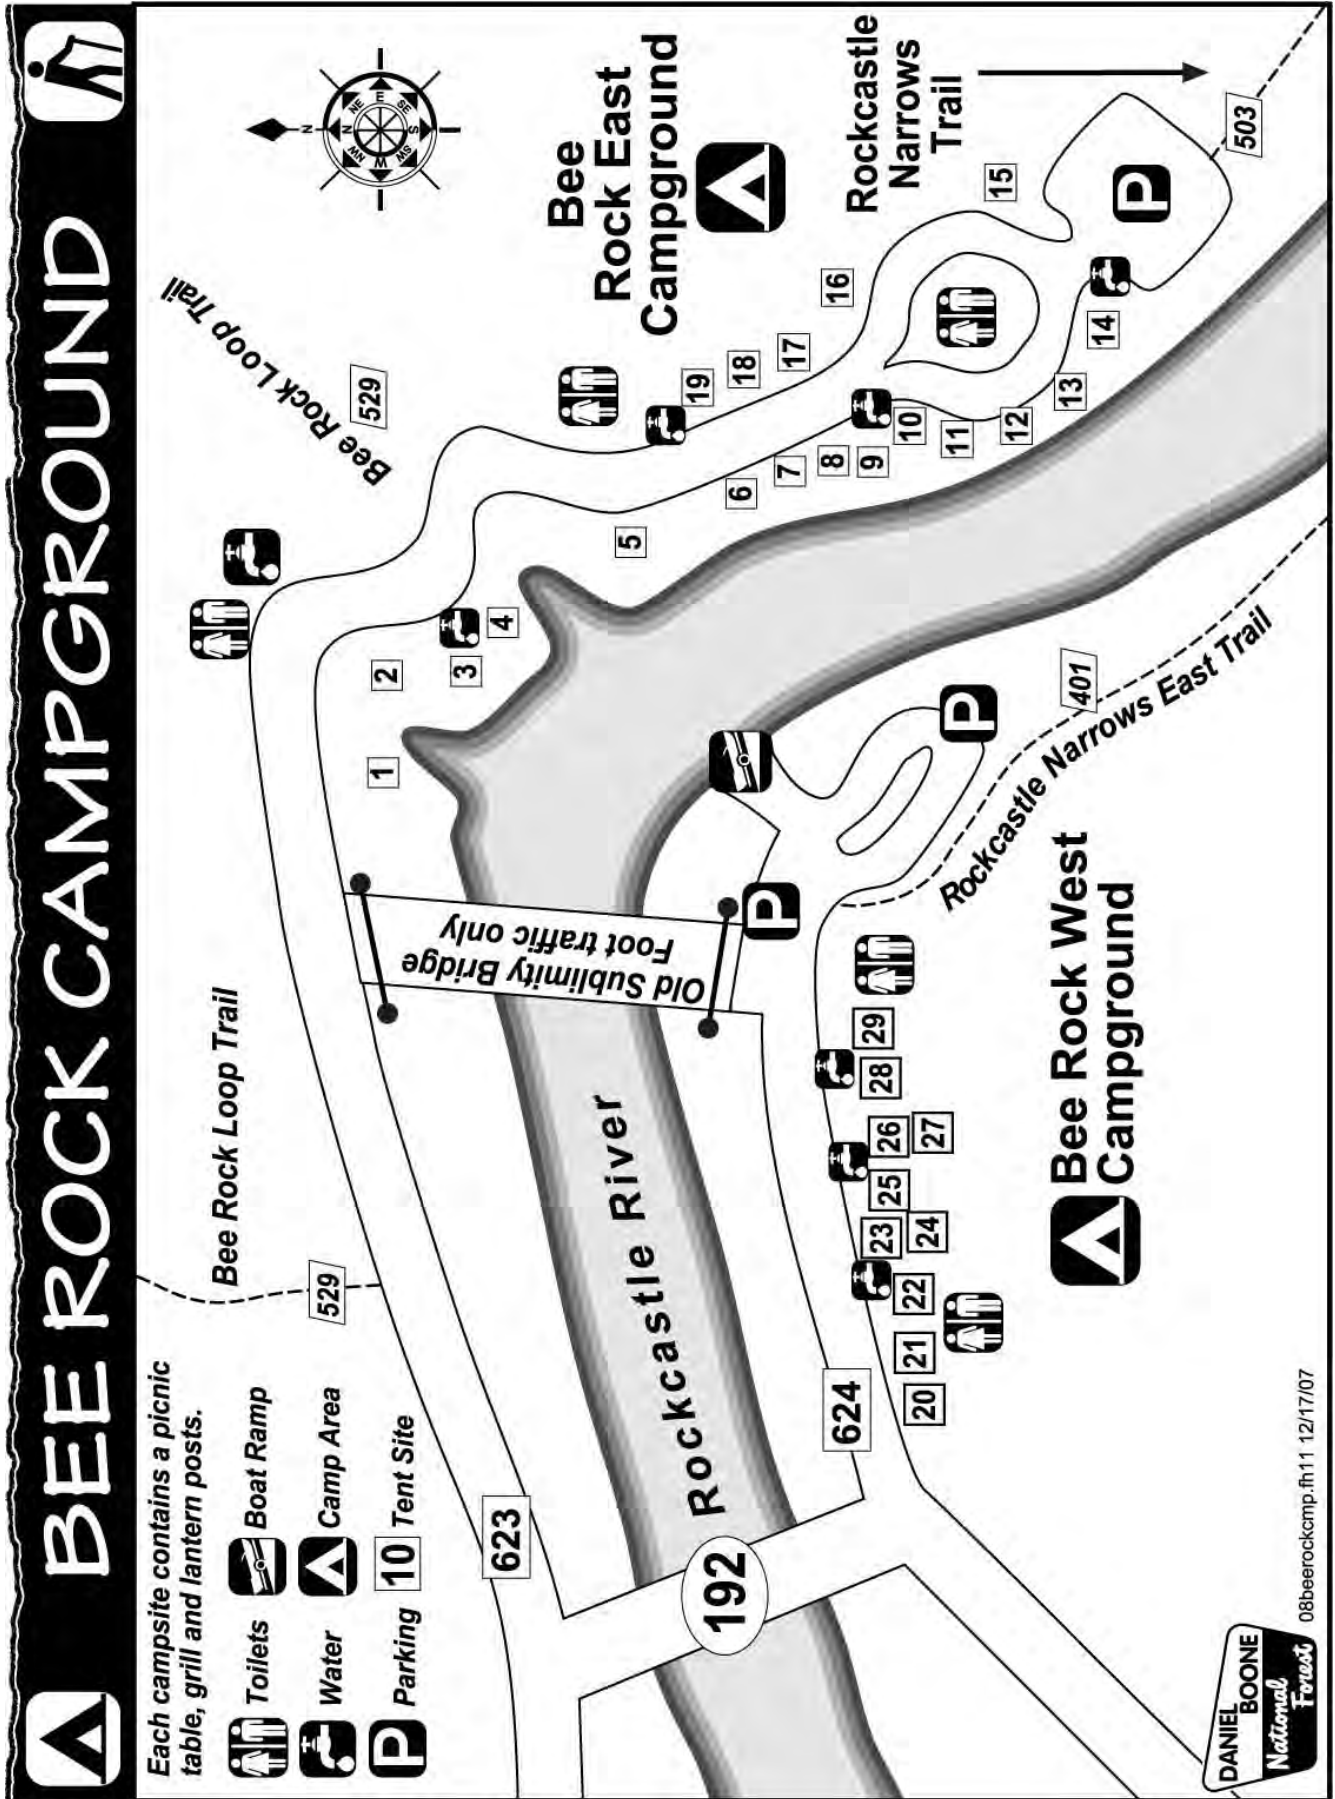 BEE ROCK CAMPGROUND
Each campsite contains a picnic
table, grill and lantern posts.
Toilets
Boat Ramp
Water
Camp Area
P
Parking
10
Tent Site
529
Bee Rock Loop Trail
Bee Rock Loop Trail
529
N
N
NE
E
SE
S
SW
W
NW
623
192
624
Rockcastle River
Old Sublimity Bridge
Foot traffic only
Bee
Rock East
Campground
1
2
3
4
5
6
7
8
9
10
11
12
13
14
15
16
17
18
19
Rockcastle
Narrows
Trail
P
503
P
P
401
Rockcastle Narrows East Trail
Bee Rock West
Campground
20
21
22
23
24
25
26
27
28
29
DANIEL
BOONE
National
Forest
08beerockcmp.fh11 12/17/07